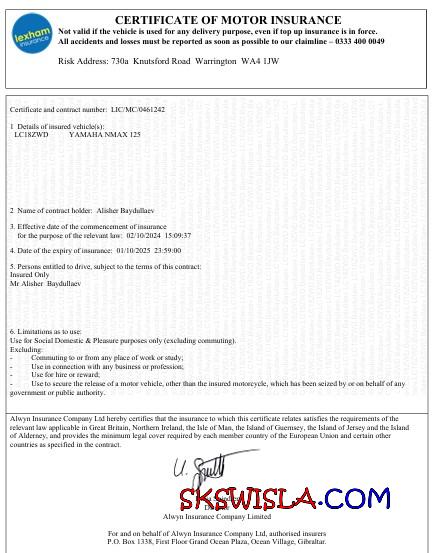 lexham
insurance
CERTIFICATE OF MOTOR INSURANCE
Not valid if the vehicle is used for any delivery purpose, even if top up insurance is in force.
All accidents and losses must be reported as soon as possible to our claimline – 0333 400 0049
Risk Address: 730a Knutsford Road Warrington WA4 1JW
Certificate and contract number: LIC/MC/0461242
1 Details of insured vehicle(s):
LC18ZWD YAMAHA NMAX 125
2 Name of contract holder: Alisher Baydullaev
3. Effective date of the commencement of insurance
for the purpose of the relevant law: 02/10/2024 15:09:37
4. Date of the expiry of insurance: 01/10/2025 23:59:00
5. Persons entitled to drive, subject to the terms of this contract:
Insured Only
Mr Alisher Baydullaev
6. Limitations as to use:
Use for Social Domestic & Pleasure purposes only (excluding commuting).
Excluding:
- Commuting to or from any place of work or study;
- Use in connection with any business or profession;
- Use for hire or reward;
- Use to secure the release of a motor vehicle, other than the insured motorcycle, which has been seized by or on behalf of any
government or public authority.
Alwyn Insurance Company Ltd hereby certifies that the insurance to which this certificate relates satisfies the requirements of the
relevant law applicable in Great Britain, Northern Ireland, the Isle of Man, the Island of Guernsey, the Island of Jersey and the Island
of Alderney, and provides the minimum legal cover required by each member country of the European Union and certain other
countries as specified in the contract.
SKSWISLA.COM
Alwyn Insurance Company Limited
For and on behalf of Alwyn Insurance Company Ltd, authorised insurers
P.O. Box 1338, First Floor Grand Ocean Plaza, Ocean Village, Gibraltar.